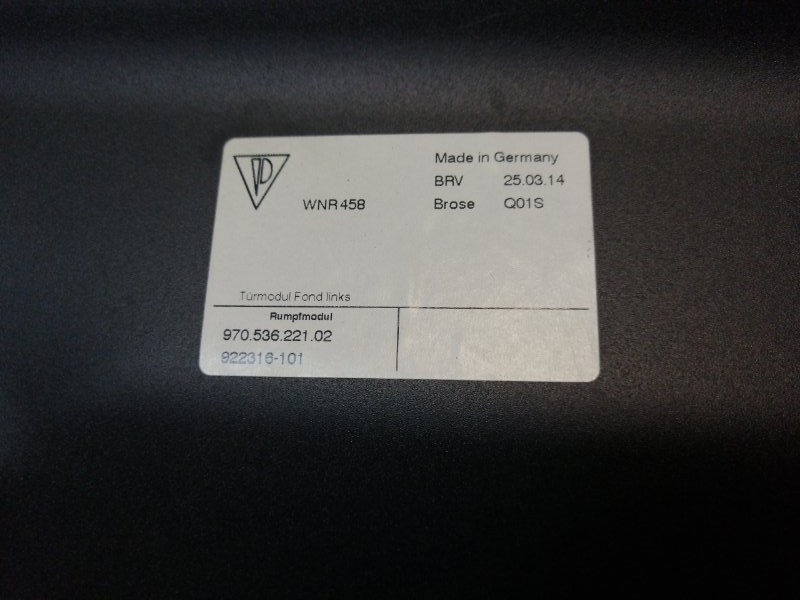 Made in Germany
BRV 25.03.14
WNR458 Brose Q01S
Türmodul Fond links
Rumpfmodul
970.536.221.02
922316-101